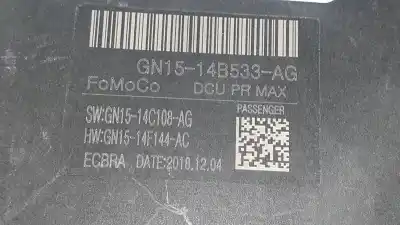 GN15-14B533-AG
FoMoCo DCU PR MAX
SW:GN15-14C108-AG PASSENGER
HW:GN15-14F144-AC
ECBRA DATE:2018.12.04